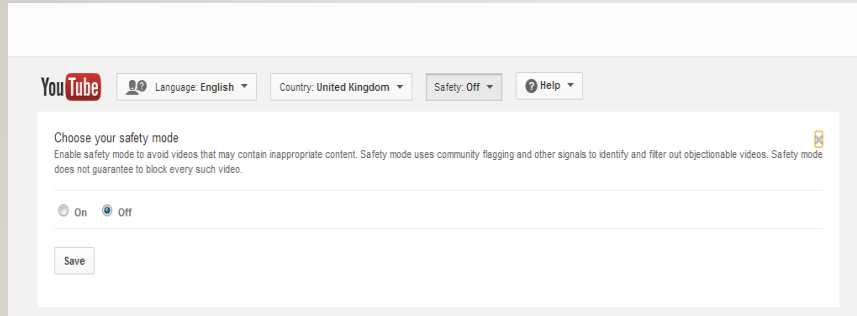 You Tube Language: English Country: United Kingdom Safety: Off Help
Choose your safety mode
Enable safety mode to avoid videos that may contain inappropriate content. Safety mode uses community flagging and other signals to identify and filter out objectionable videos. Safety mode
does not guarantee to block every such video.
On Off
Save